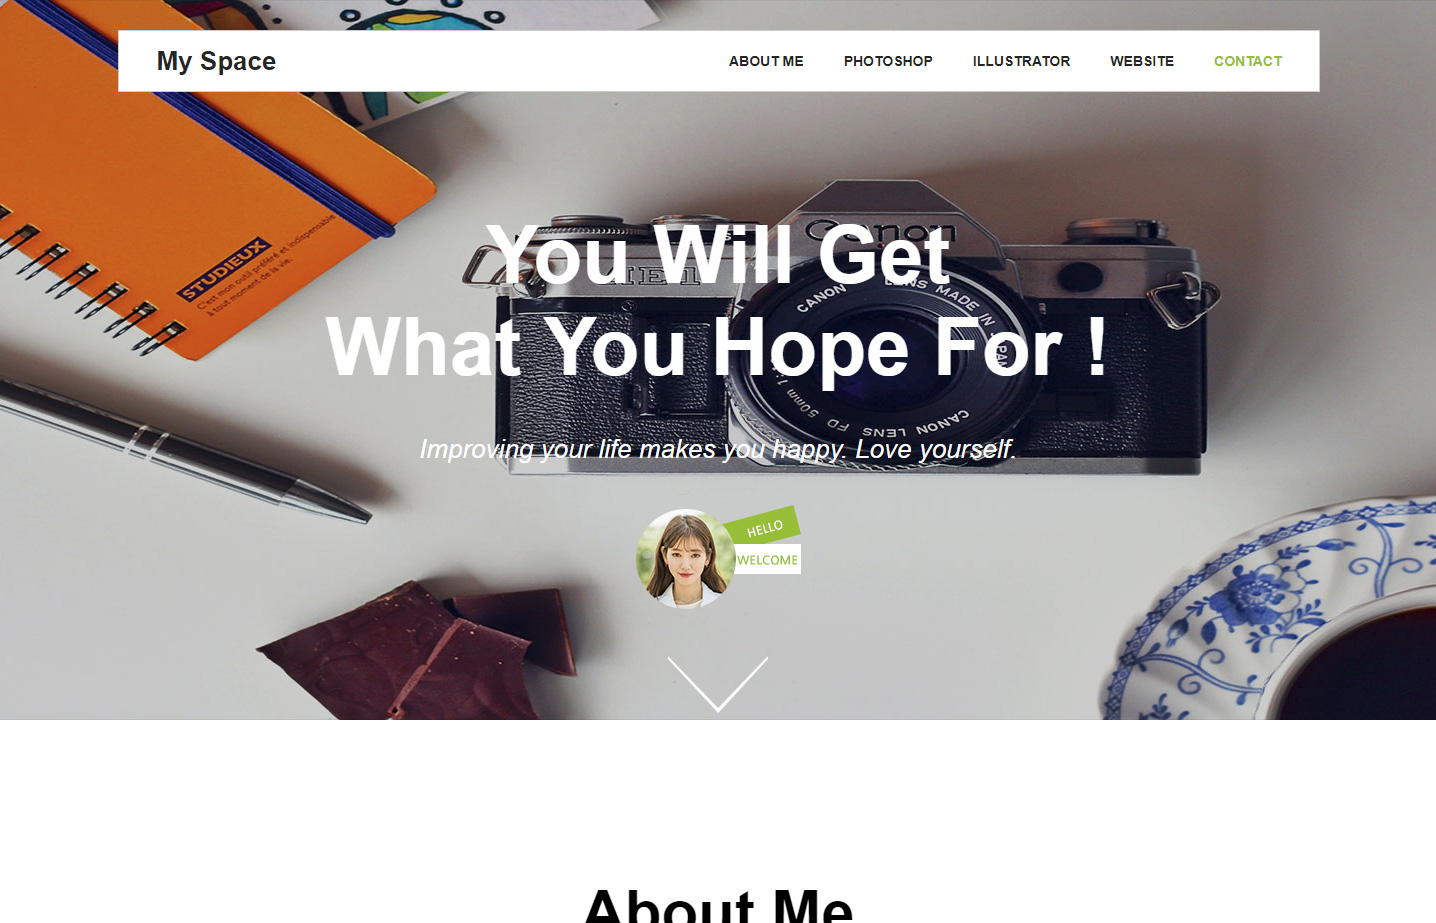 My Space
ABOUT ME
PHOTOSHOP
ILLUSTRATOR
WEBSITE
CONTACT
STUDIEUX
C'est mon outil préféré et indispensable
à tout moment de la vie.
Canon
You Will Get
What You Hope For !
CANON LENS MADE IN JAPAN
CANON LENS FD 50mm 1:
Improving your life makes you happy. Love yourself.
HELLO
WELCOME
About Me